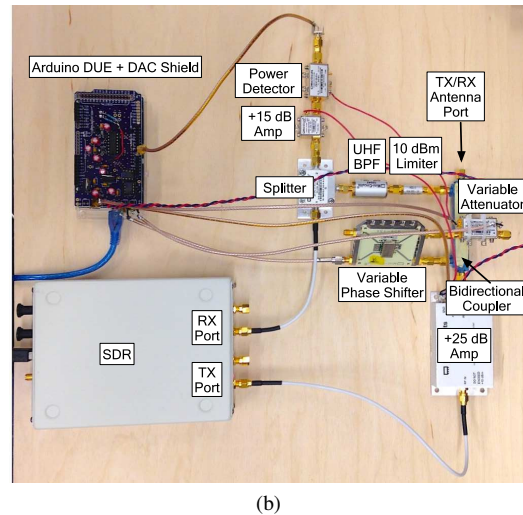 Arduino DUE + DAC Shield
Power
Detector
+15 dB
Amp
TX/RX
Antenna
Port
UHF
BPF
10 dBm
Limiter
Splitter
Variable
Attenuator
Variable
Phase Shifter
Bidirectional
Coupler
RX
Port
SDR
TX
Port
+25 dB
Amp
(b)